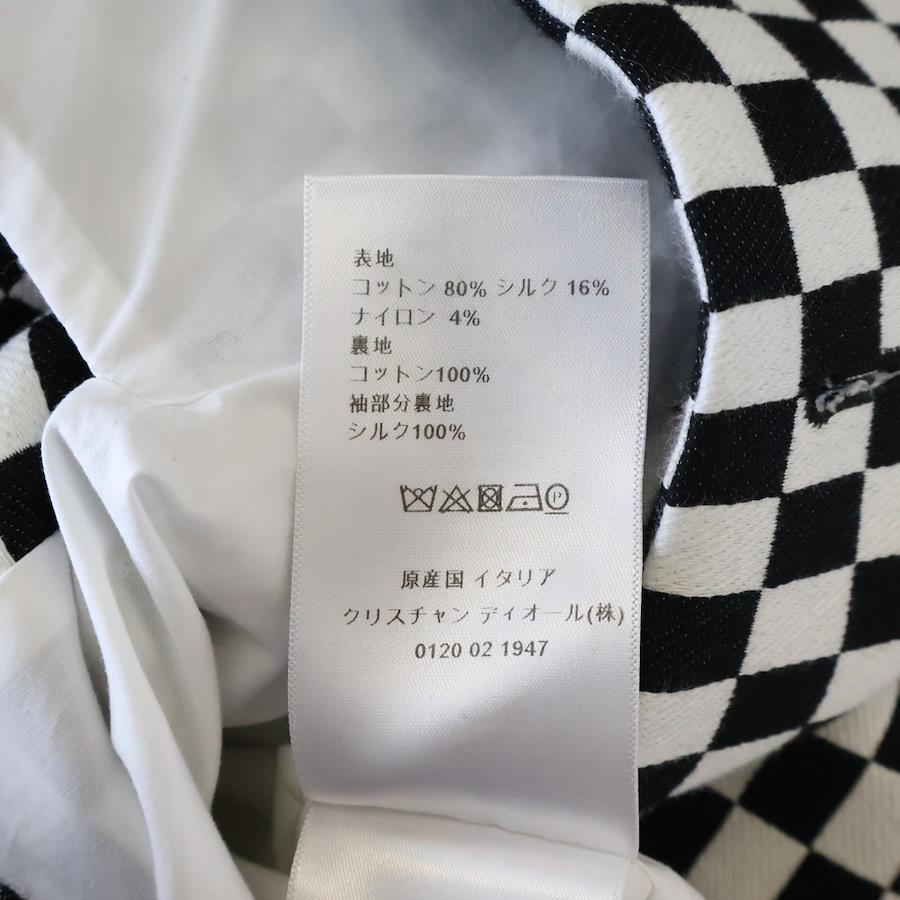 表地
コットン 80% シルク 16%
ナイロン 4%
裏地
コットン100%
袖部分裏地
シルク100%
P
原産国 イタリア
クリスチャン ディオール(株)
0120 02 1947